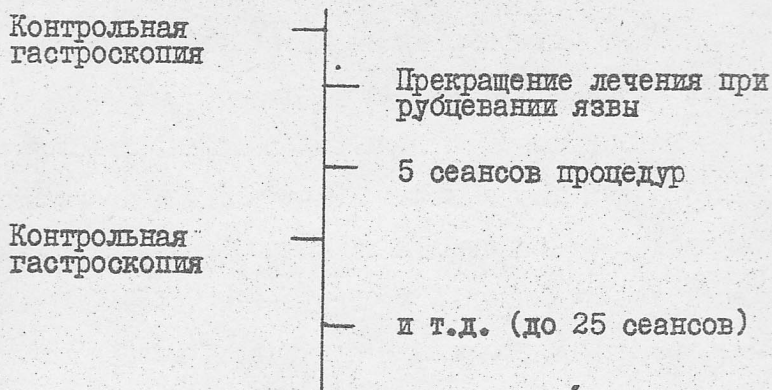 Контрольная
гастроскопия
Прекращение лечения при
рубцевании язвы
5 сеансов процедур
Контрольная
гастроскопия
и т.д. (до 25 сеансов)